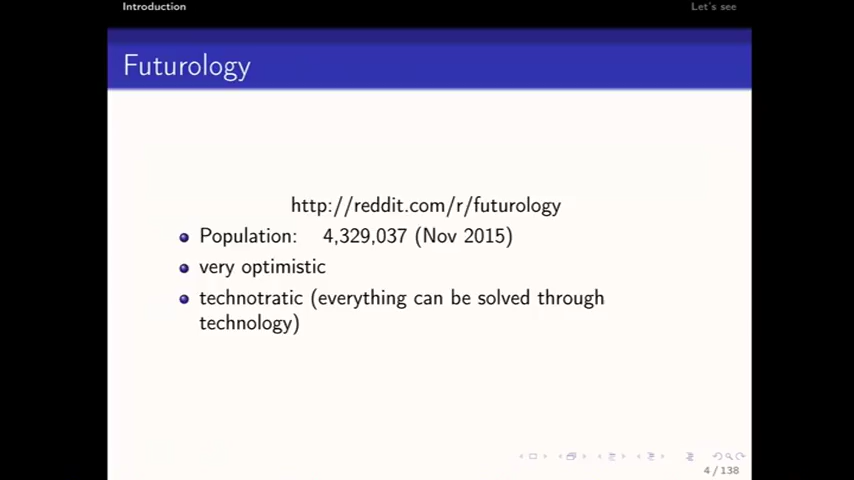 Introduction
Let's see
Futurology
http://reddit.com/r/futurology
Population: 4,329,037 (Nov 2015)
very optimistic
technotratic (everything can be solved through
technology)
4 / 138